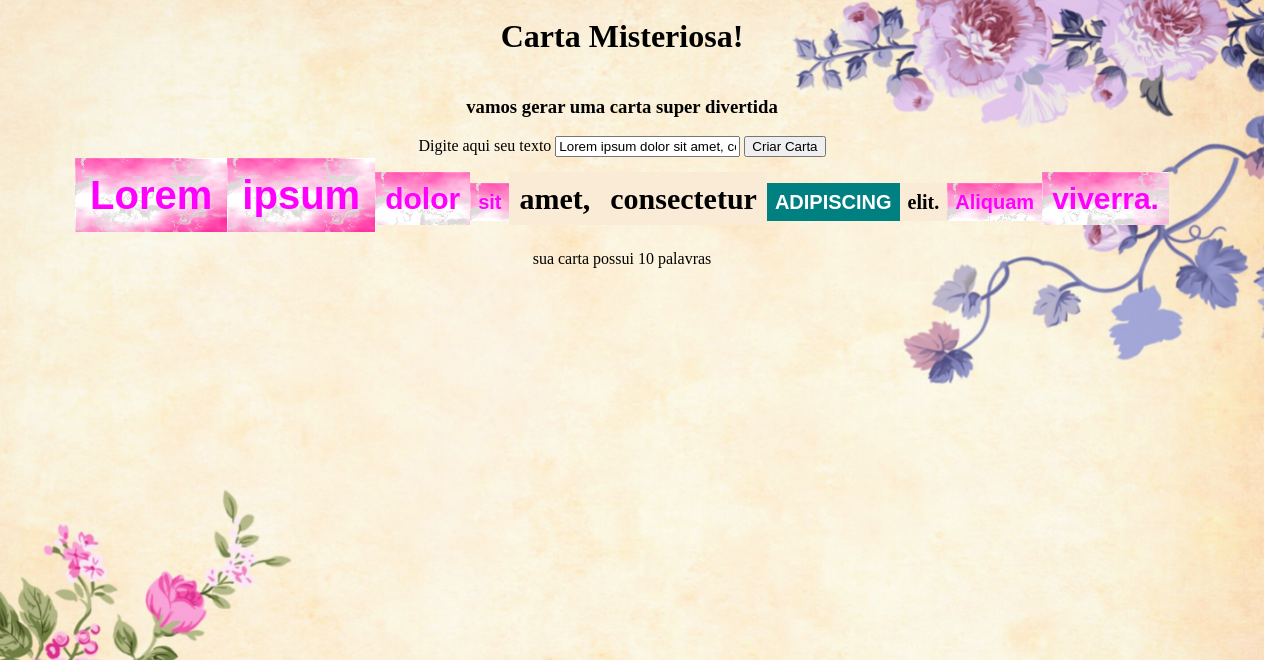 Carta Misteriosa!
vamos gerar uma carta super divertida
Digite aqui seu texto Lorem ipsum dolor sit amet, Criar Carta
Lorem ipsum dolor sit amet, consectetur ADIPISCING elit. Aliquam viverra.
sua carta possui 10 palavras